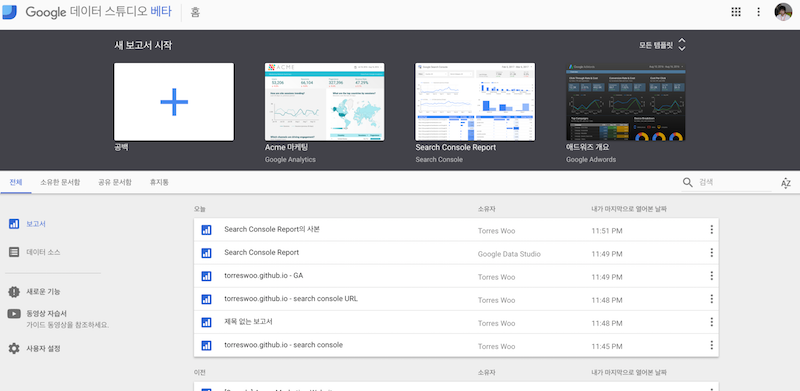 Google 데이터 스튜디오 베타 홈
새 보고서 시작
모든 템플릿
ACME
Search Console Report
Google AdWords
공백
Acme 마케팅
Google Analytics
Search Console Report
Search Console
애드워즈 개요
Google Adwords
전체 소유한 문서함 공유 문서함 휴지통
검색
AZ
보고서
데이터 소스
새로운 기능
동영상 자습서
가이드 동영상을 참조하세요.
사용자 설정
오늘 소유자 내가 마지막으로 열어본 날짜
Search Console Report의 사본 Torres Woo 11:51 PM
Search Console Report Google Data Studio 11:49 PM
torreswoo.github.io - GA Torres Woo 11:49 PM
torreswoo.github.io - search console URL Torres Woo 11:48 PM
제목 없는 보고서 Torres Woo 11:48 PM
torreswoo.github.io - search console Torres Woo 11:45 PM
이전 소유자 내가 마지막으로 열어본 날짜